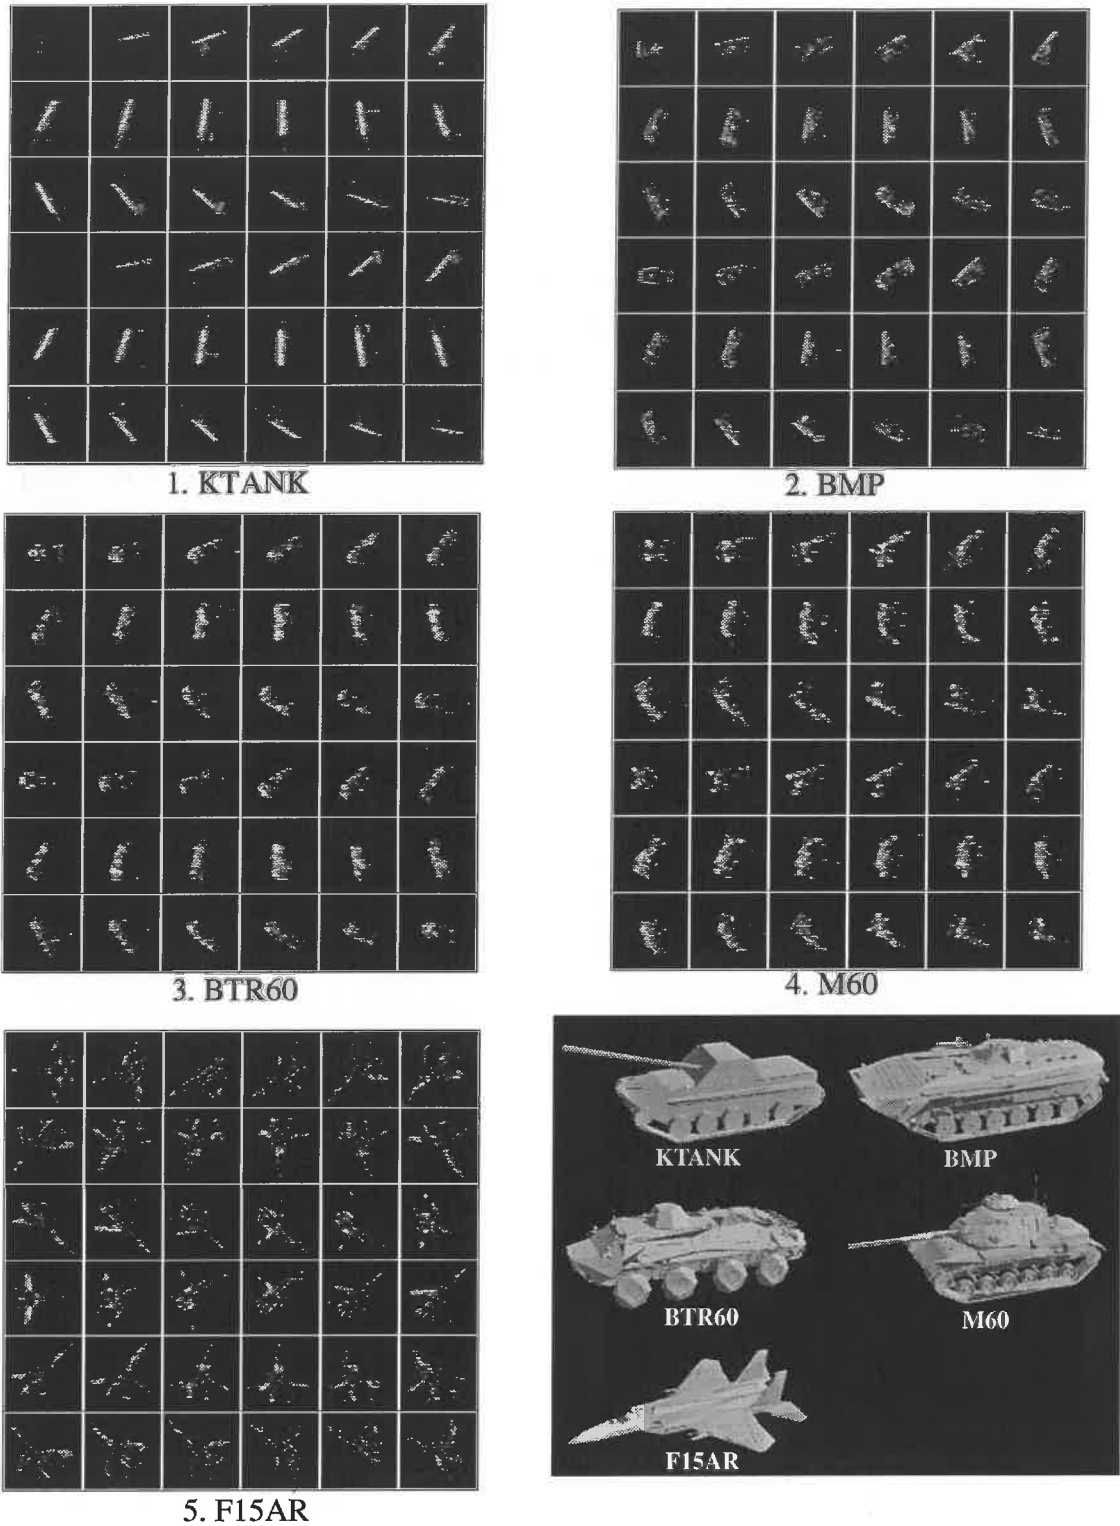 1. KTANK
2. BMP
3. BTR60
4. M60
KTANK
BMP
BTR60
M60
F15AR
5. F15AR